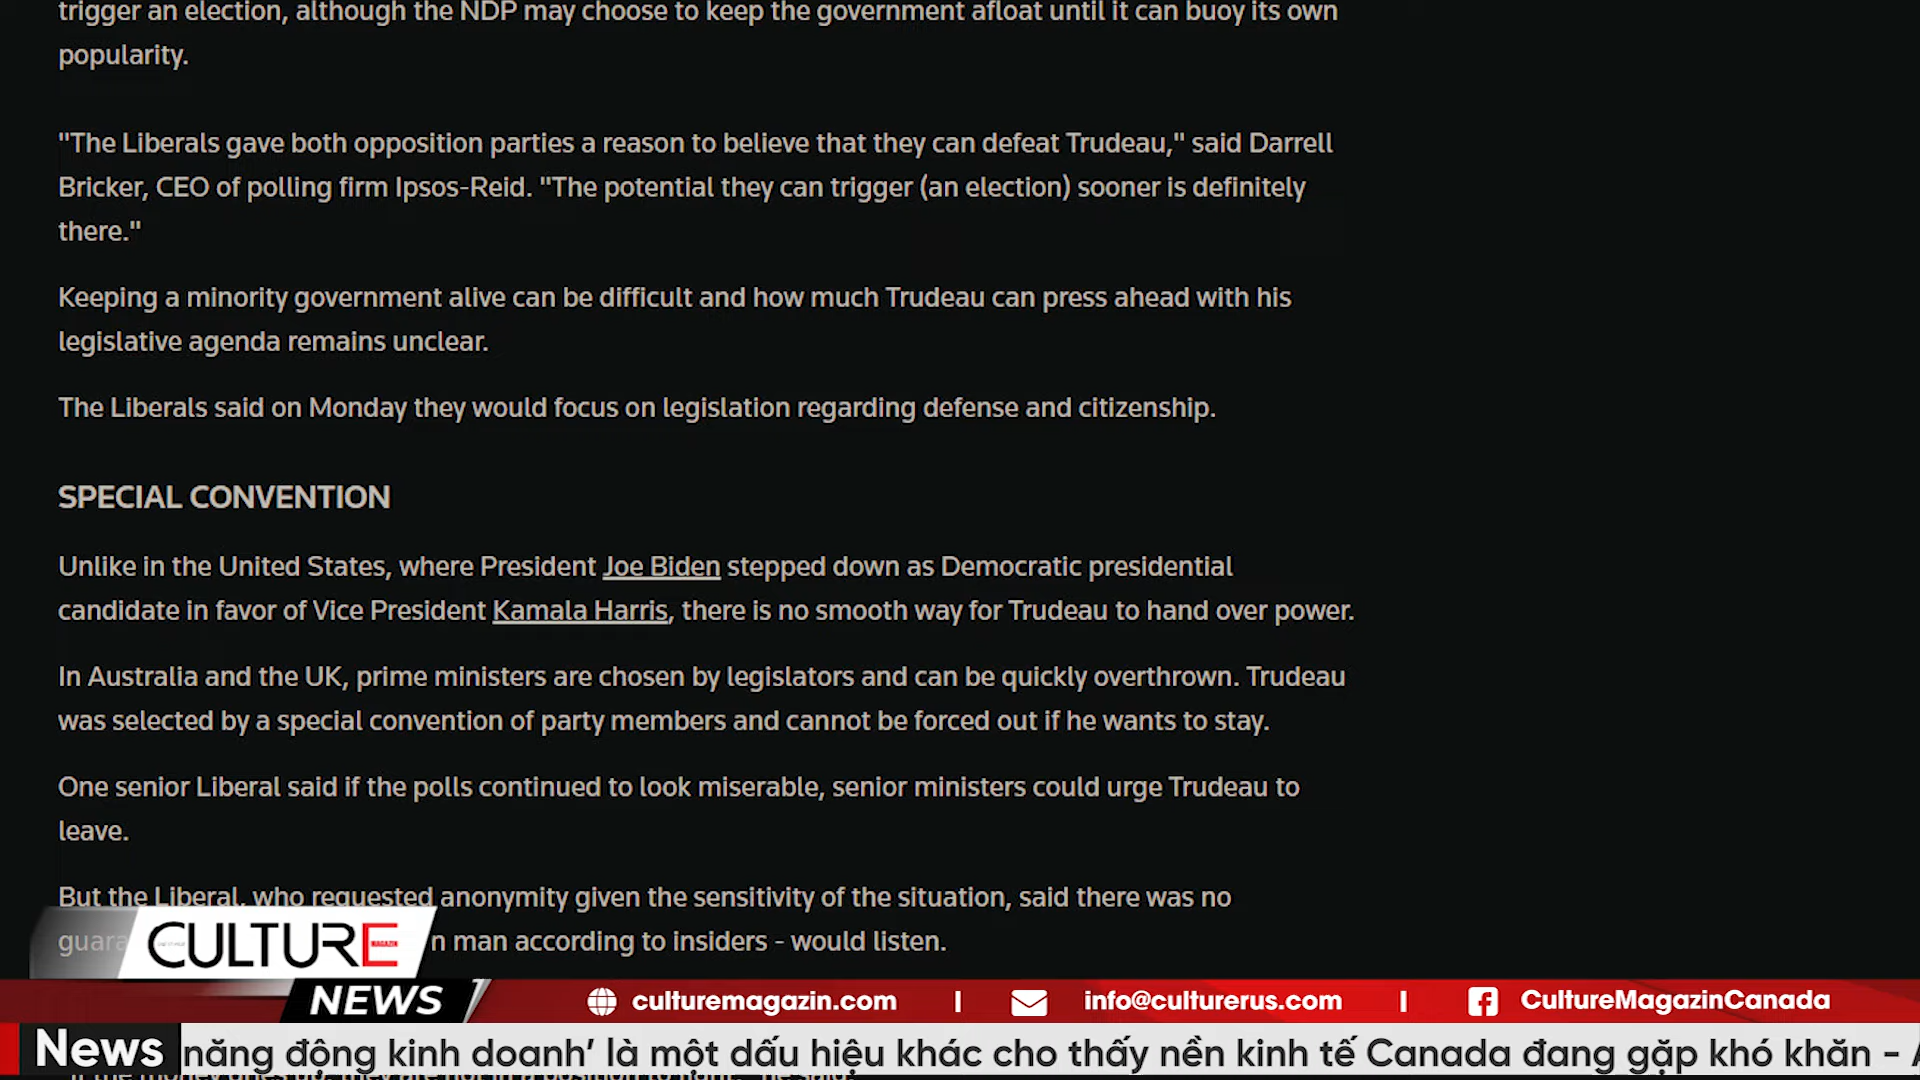 trigger an election, although the NDP may choose to keep the government afloat until it can buoy its own
popularity.
"The Liberals gave both opposition parties a reason to believe that they can defeat Trudeau," said Darrell
Bricker, CEO of polling firm Ipsos-Reid. "The potential they can trigger (an election) sooner is definitely
there."
Keeping a minority government alive can be difficult and how much Trudeau can press ahead with his
legislative agenda remains unclear.
The Liberals said on Monday they would focus on legislation regarding defense and citizenship.
SPECIAL CONVENTION
Unlike in the United States, where President Joe Biden stepped down as Democratic presidential
candidate in favor of Vice President Kamala Harris, there is no smooth way for Trudeau to hand over power.
In Australia and the UK, prime ministers are chosen by legislators and can be quickly overthrown. Trudeau
was selected by a special convention of party members and cannot be forced out if he wants to stay.
One senior Liberal said if the polls continued to look miserable, senior ministers could urge Trudeau to
leave.
But the Liberal, who requested anonymity given the sensitivity of the situation, said there was no
man according to insiders - would listen.
CULTURE
MAGAZIN
NEWS
culturemagazin.com | info@culturerus.com | CultureMagazinCanada
News năng động kinh doanh’ là một dấu hiệu khác cho thấy nền kinh tế Canada đang gặp khó khăn -